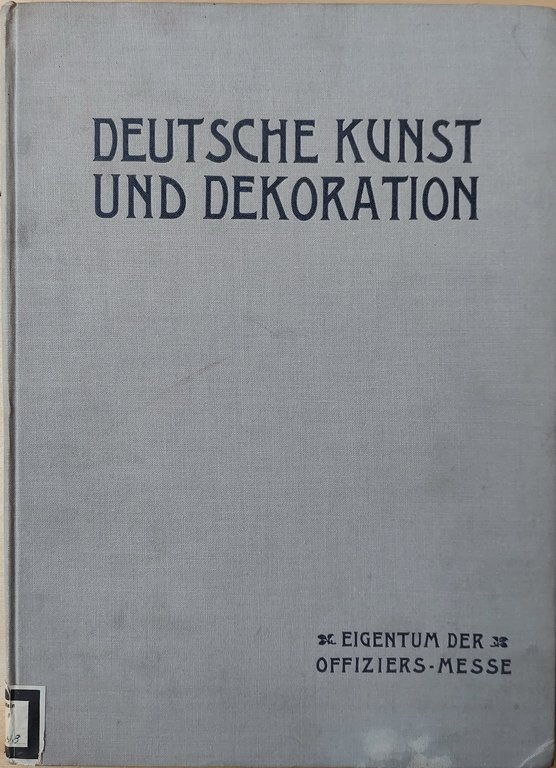 DEUTSCHE KUNST
UND DEKORATION
EIGENTUM DER
OFFIZIERS-MESSE